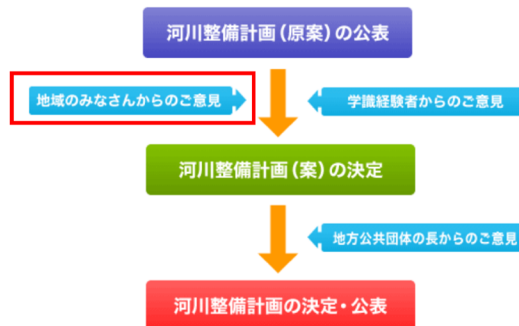 河川整備計画(原案)の公表
地域のみなさんからのご意見
学識経験者からのご意見
河川整備計画(案)の決定
地方公共団体の長からのご意見
河川整備計画の決定・公表